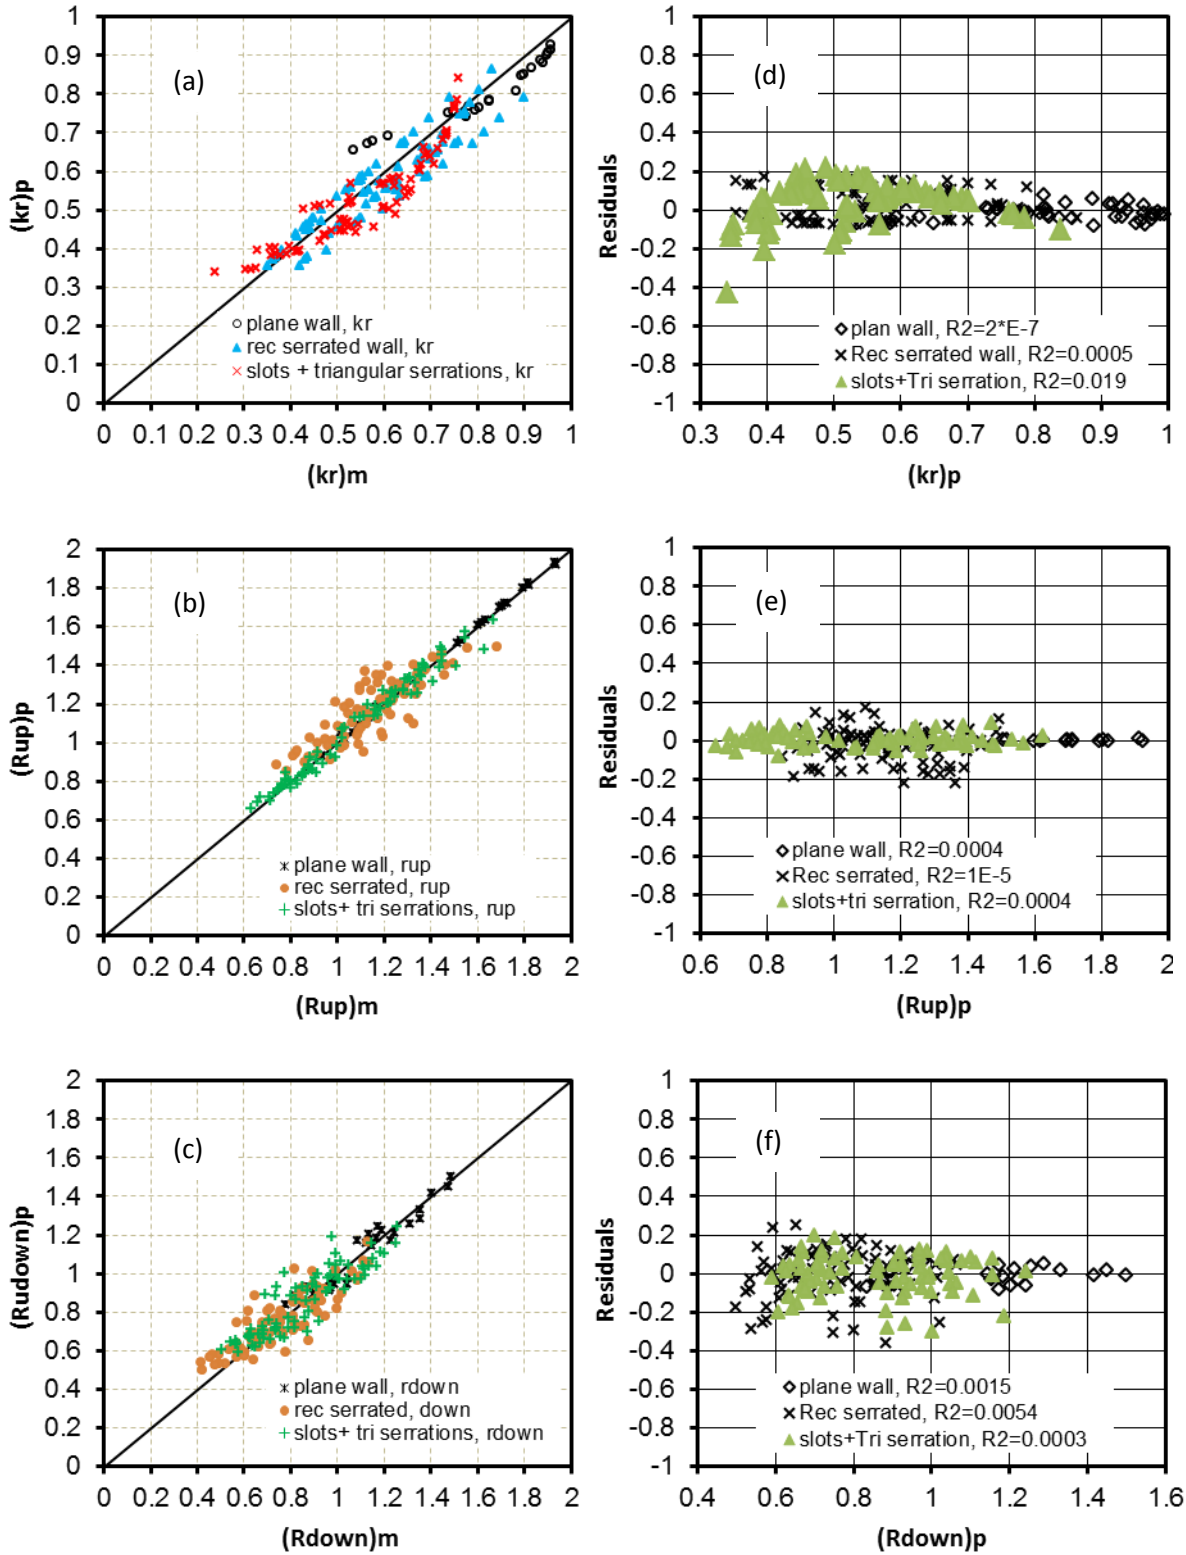 (a)
(kr)p
1
0.9
0.8
0.7
0.6
0.5
0.4
0.3
0.2
0.1
0
plane wall, kr
rec serrated wall, kr
slots + triangular serrations, kr
0 0.1 0.2 0.3 0.4 0.5 0.6 0.7 0.8 0.9 1
(kr)m
(d)
Residuals
1
0.8
0.6
0.4
0.2
0
-0.2
-0.4
-0.6
-0.8
-1
plan wall, R2=2*E-7
Rec serrated wall, R2=0.0005
slots+Tri serration, R2=0.019
0.3 0.4 0.5 0.6 0.7 0.8 0.9 1
(kr)p
(b)
(Rup)p
2
1.8
1.6
1.4
1.2
1
0.8
0.6
0.4
0.2
0
plane wall, rup
rec serrated, rup
slots+ tri serrations, rup
0 0.2 0.4 0.6 0.8 1 1.2 1.4 1.6 1.8 2
(Rup)m
(e)
Residuals
1
0.8
0.6
0.4
0.2
0
-0.2
-0.4
-0.6
-0.8
-1
plane wall, R2=0.0004
Rec serrated, R2=1E-5
slots+tri serration, R2=0.0004
0.6 0.8 1 1.2 1.4 1.6 1.8 2
(Rup)p
(c)
(Rudown)p
2
1.8
1.6
1.4
1.2
1
0.8
0.6
0.4
0.2
0
plane wall, rdown
rec serrated, down
slots+ tri serrations, rdown
0 0.2 0.4 0.6 0.8 1 1.2 1.4 1.6 1.8 2
(Rdown)m
(f)
Residuals
1
0.8
0.6
0.4
0.2
0
-0.2
-0.4
-0.6
-0.8
-1
plane wall, R2=0.0015
Rec serrated, R2=0.0054
slots+Tri serration, R2=0.0003
0.4 0.6 0.8 1 1.2 1.4 1.6
(Rdown)p